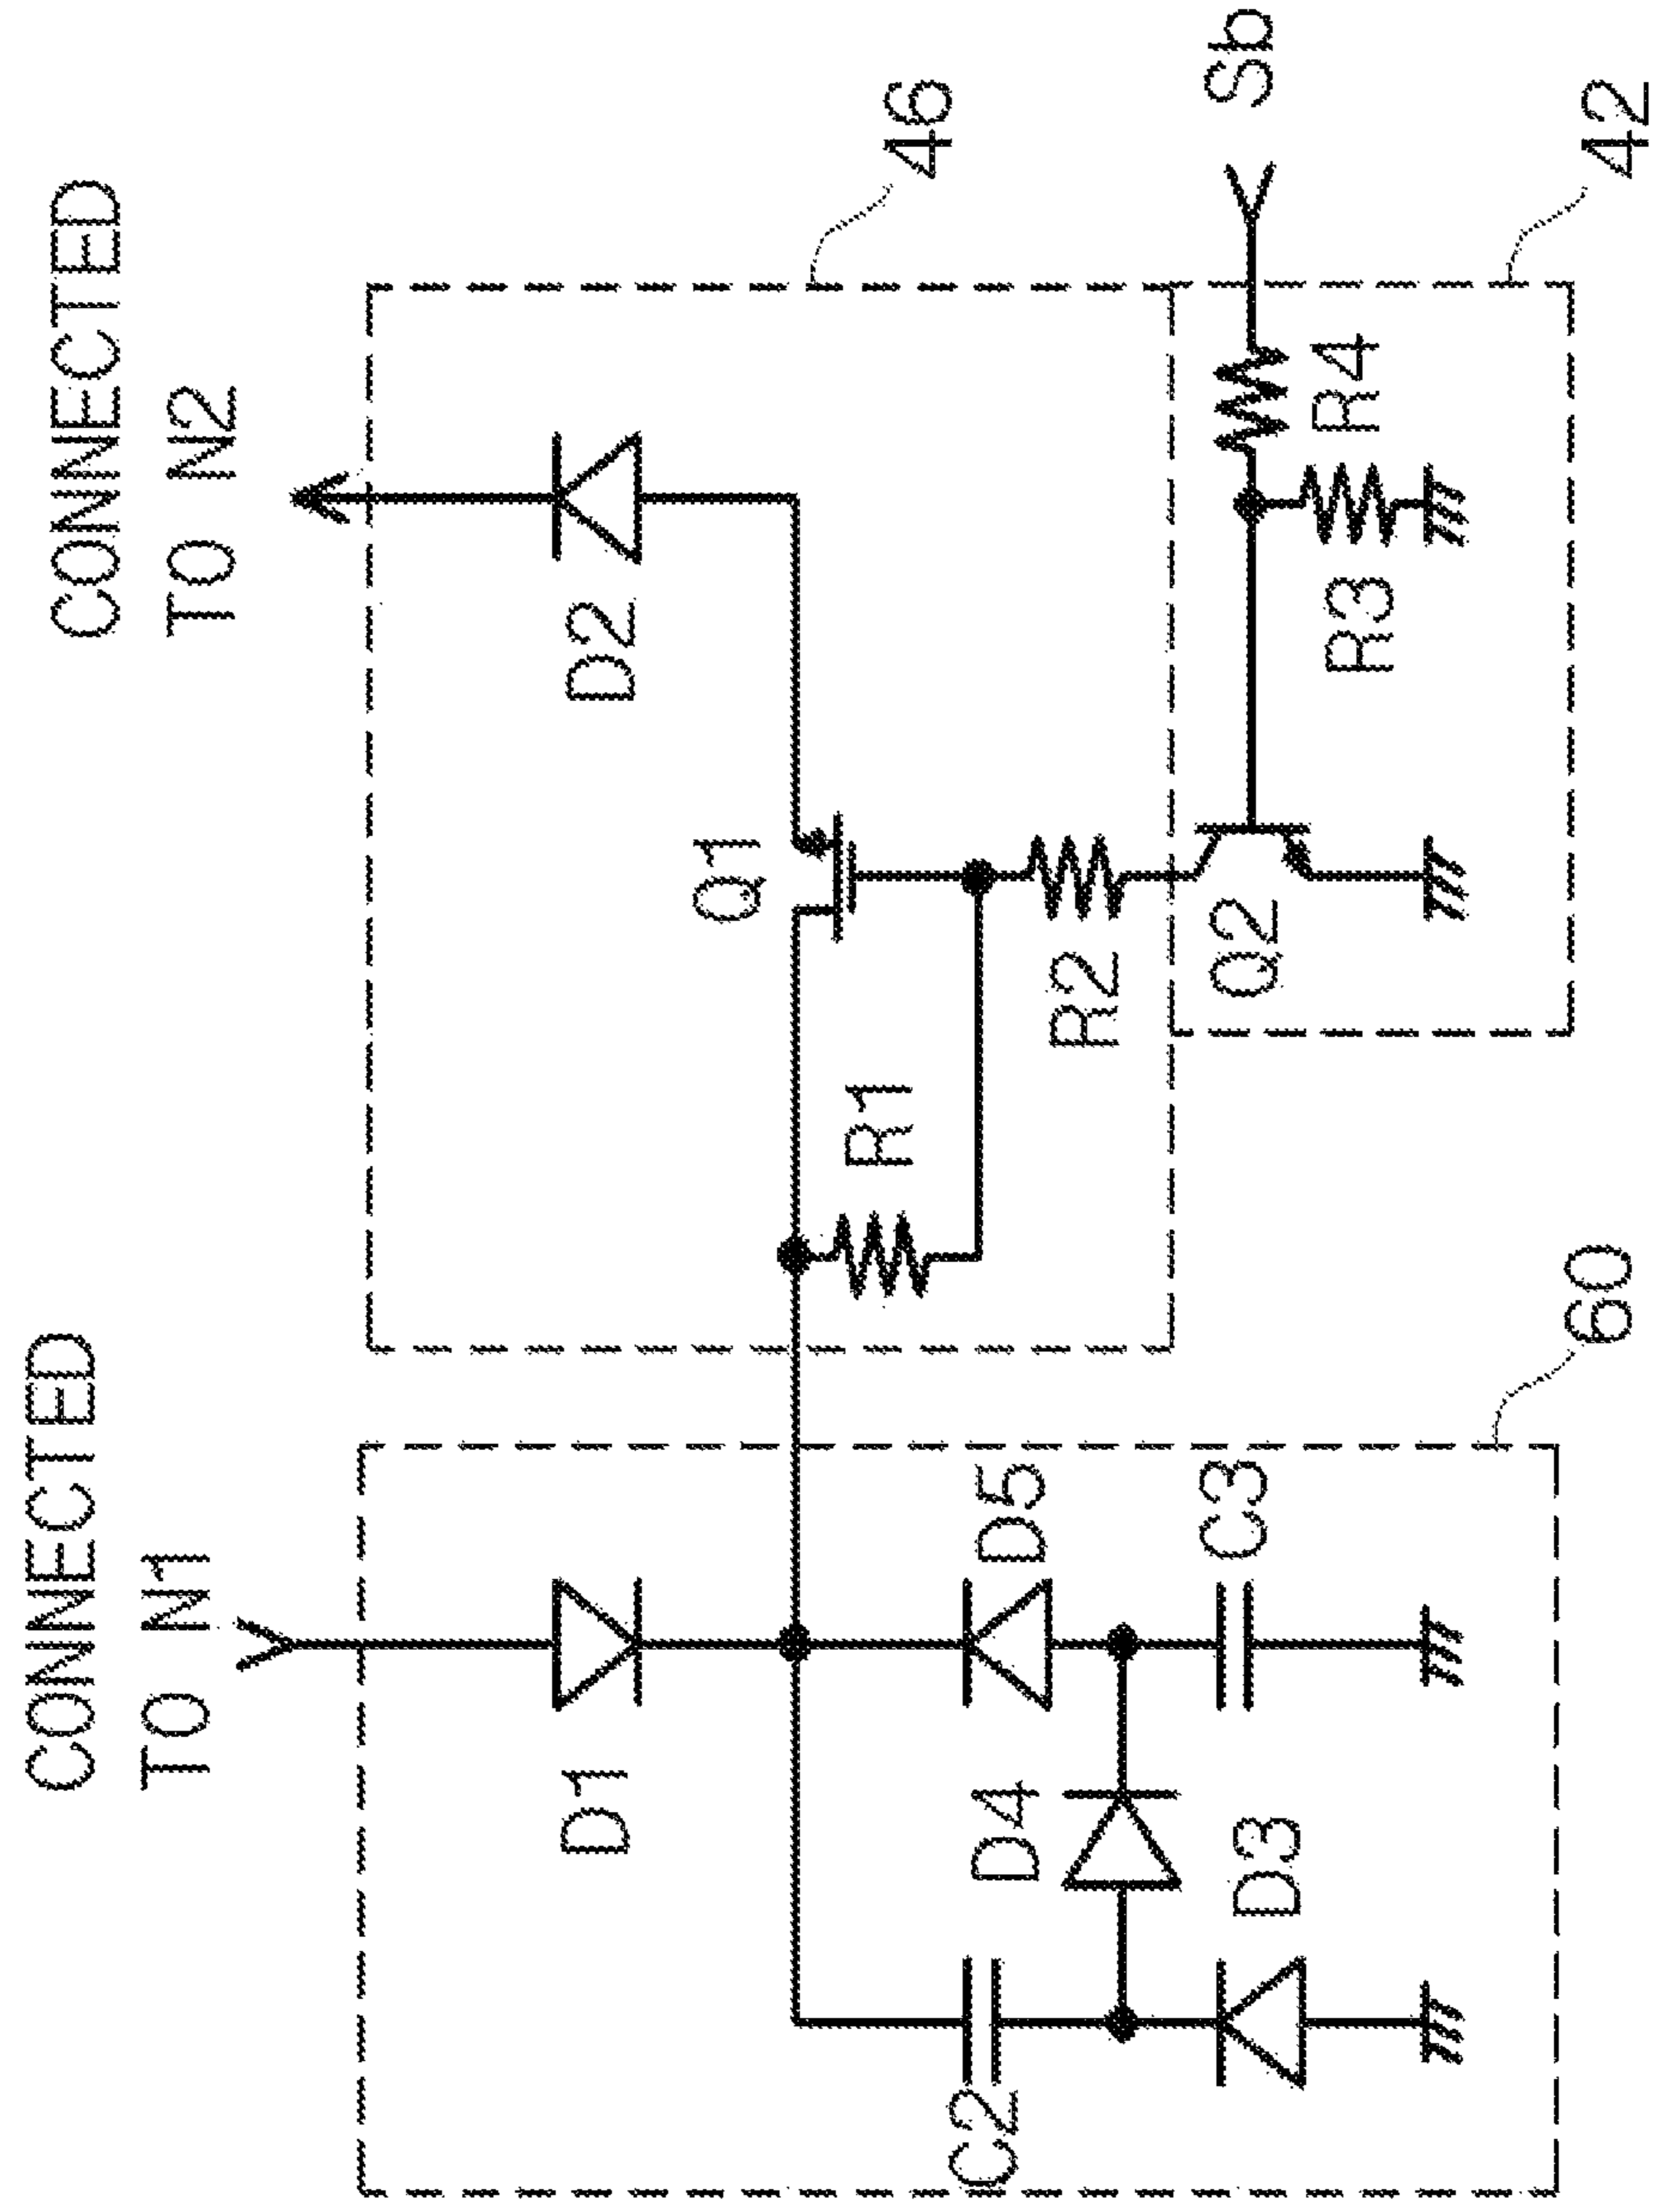 CONNECTED
TO N1
CONNECTED
TO N2
D1
D2
Q1
46
R1
C2
D4
D5
R2
D3
C3
Q2
R3
R4
Sb
60
42